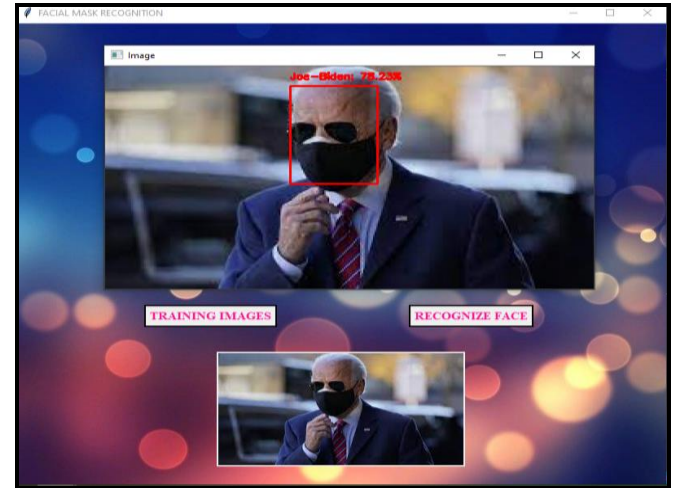 FACIAL MASK RECOGNITION
Image
Joe-Biden: 78.23%
TRAINING IMAGES
RECOGNIZE FACE